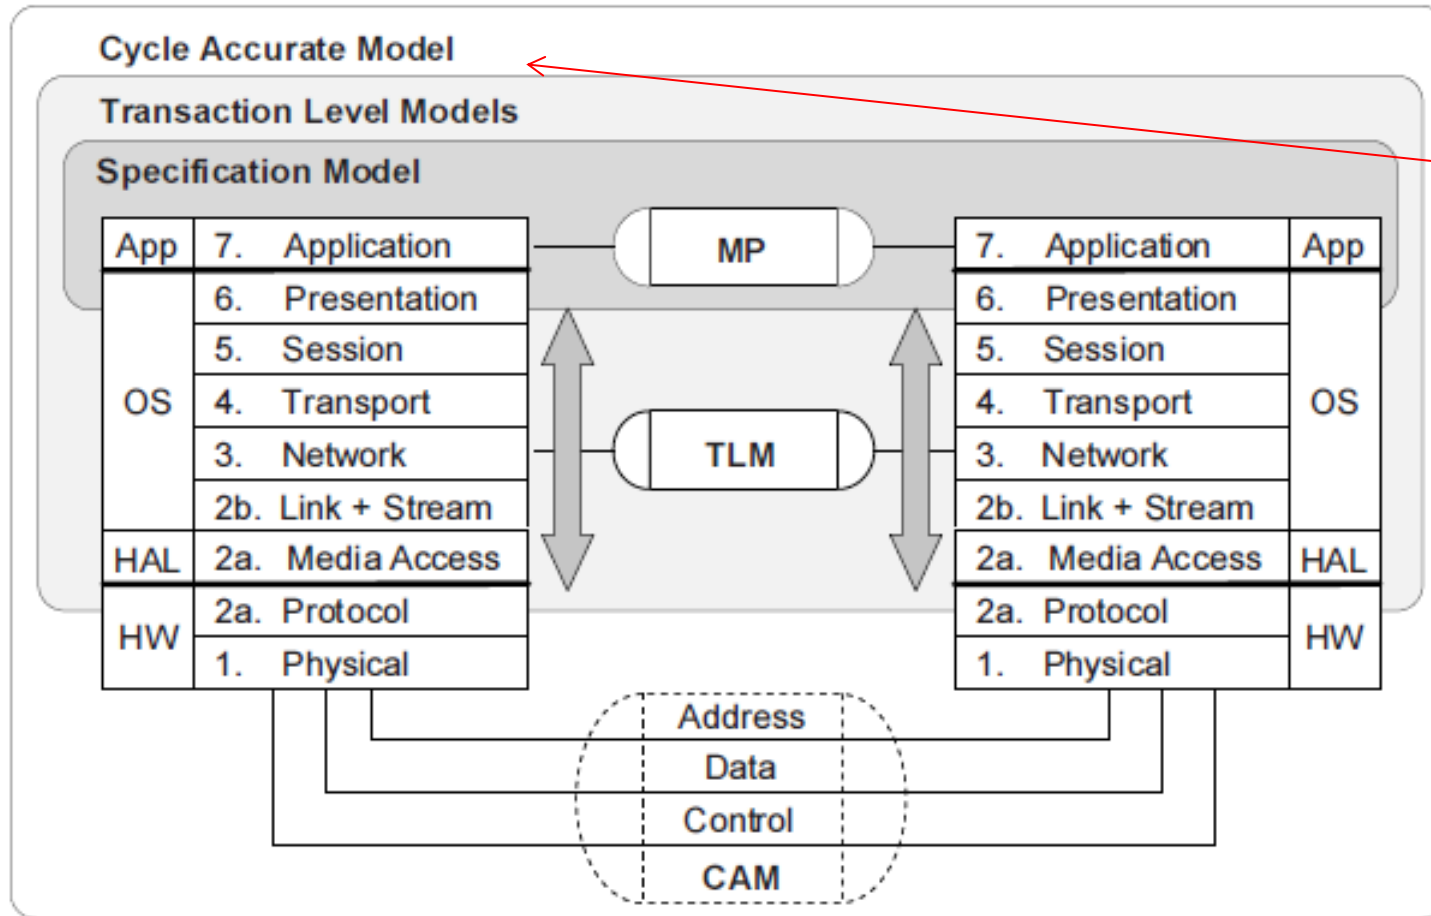 Cycle Accurate Model
Transaction Level Models
Specification Model
App 7. Application MP 7. Application App
6. Presentation 6. Presentation
5. Session 5. Session
OS 4. Transport 4. Transport OS
3. Network TLM 3. Network
2b. Link + Stream 2b. Link + Stream
HAL 2a. Media Access 2a. Media Access HAL
2a. Protocol 2a. Protocol
HW HW
1. Physical 1. Physical
Address
Data
Control
CAM